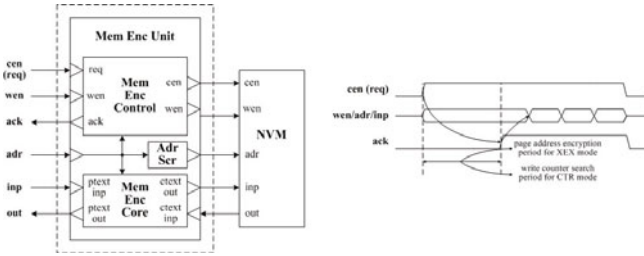 Mem Enc Unit
cen
(req)
wen
ack
adr
inp
out
req
wen
ack
Mem
Enc
Control
cen
wen
Adr
Scr
ptext
inp
ptext
out
Mem
Enc
Core
ctext
out
ctext
inp
cen
wen
NVM
adr
inp
out
cen (req)
wen/adr/inp
ack
page address encryption
period for XEX mode
write counter search
period for CTR mode